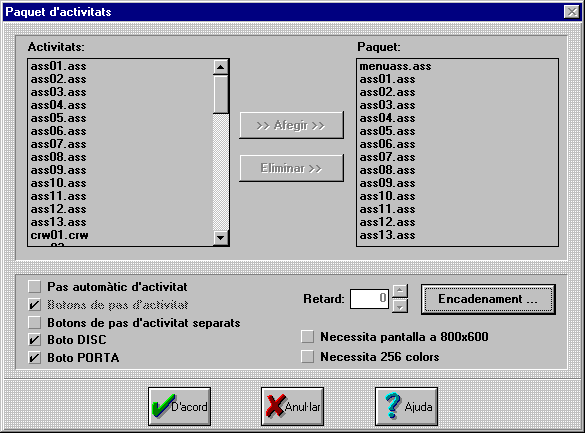 Paquet d'activitats
Activitats:
ass01.ass
ass02.ass
ass03.ass
ass04.ass
ass05.ass
ass06.ass
ass07.ass
ass08.ass
ass09.ass
ass10.ass
ass11.ass
ass12.ass
ass13.ass
crw01.crw
>> Afegir >>
Eliminar >>
Paquet:
menuass.ass
ass01.ass
ass02.ass
ass03.ass
ass04.ass
ass05.ass
ass06.ass
ass07.ass
ass08.ass
ass09.ass
ass10.ass
ass11.ass
ass12.ass
ass13.ass
Pas automàtic d'activitat
Botons de pas d'activitat
Botons de pas d'activitat separats
Boto DISC
Boto PORTA
Retard: 0
Encadenament ...
Necessita pantalla a 800x600
Necessita 256 colors
D'acord
Anul·lar
Ajuda